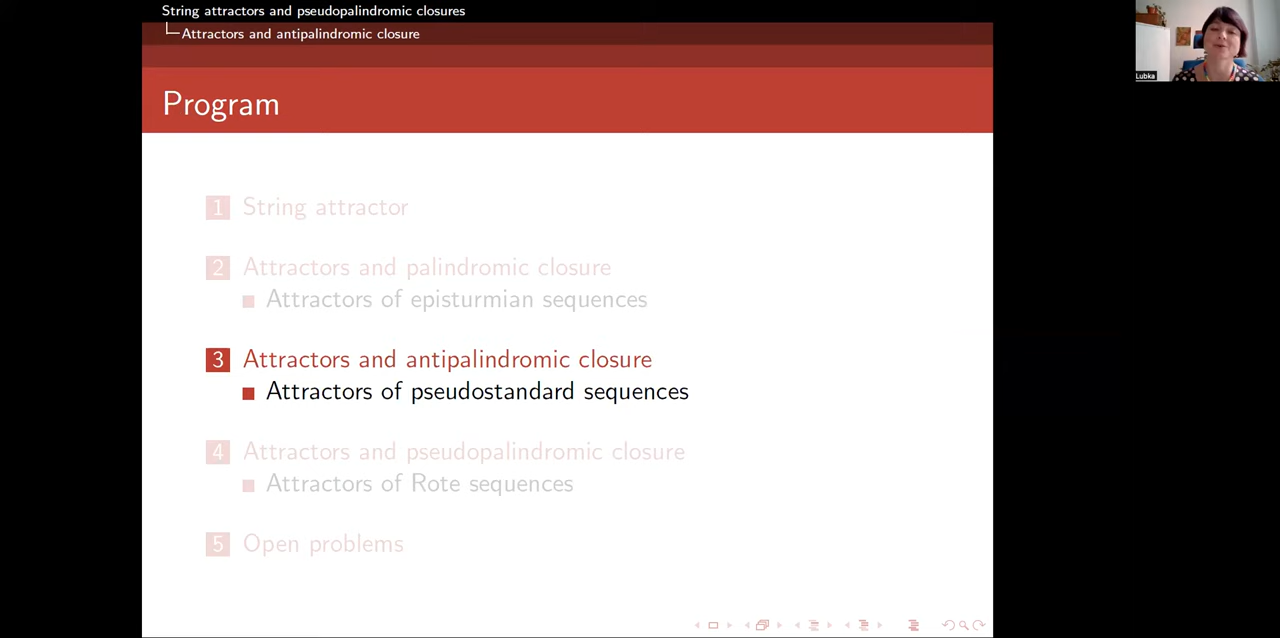 String attractors and pseudopalindromic closures
Attractors and antipalindromic closure
Lubka
Program
1 String attractor
2 Attractors and palindromic closure
Attractors of episturmian sequences
3 Attractors and antipalindromic closure
Attractors of pseudostandard sequences
4 Attractors and pseudopalindromic closure
Attractors of Rote sequences
5 Open problems